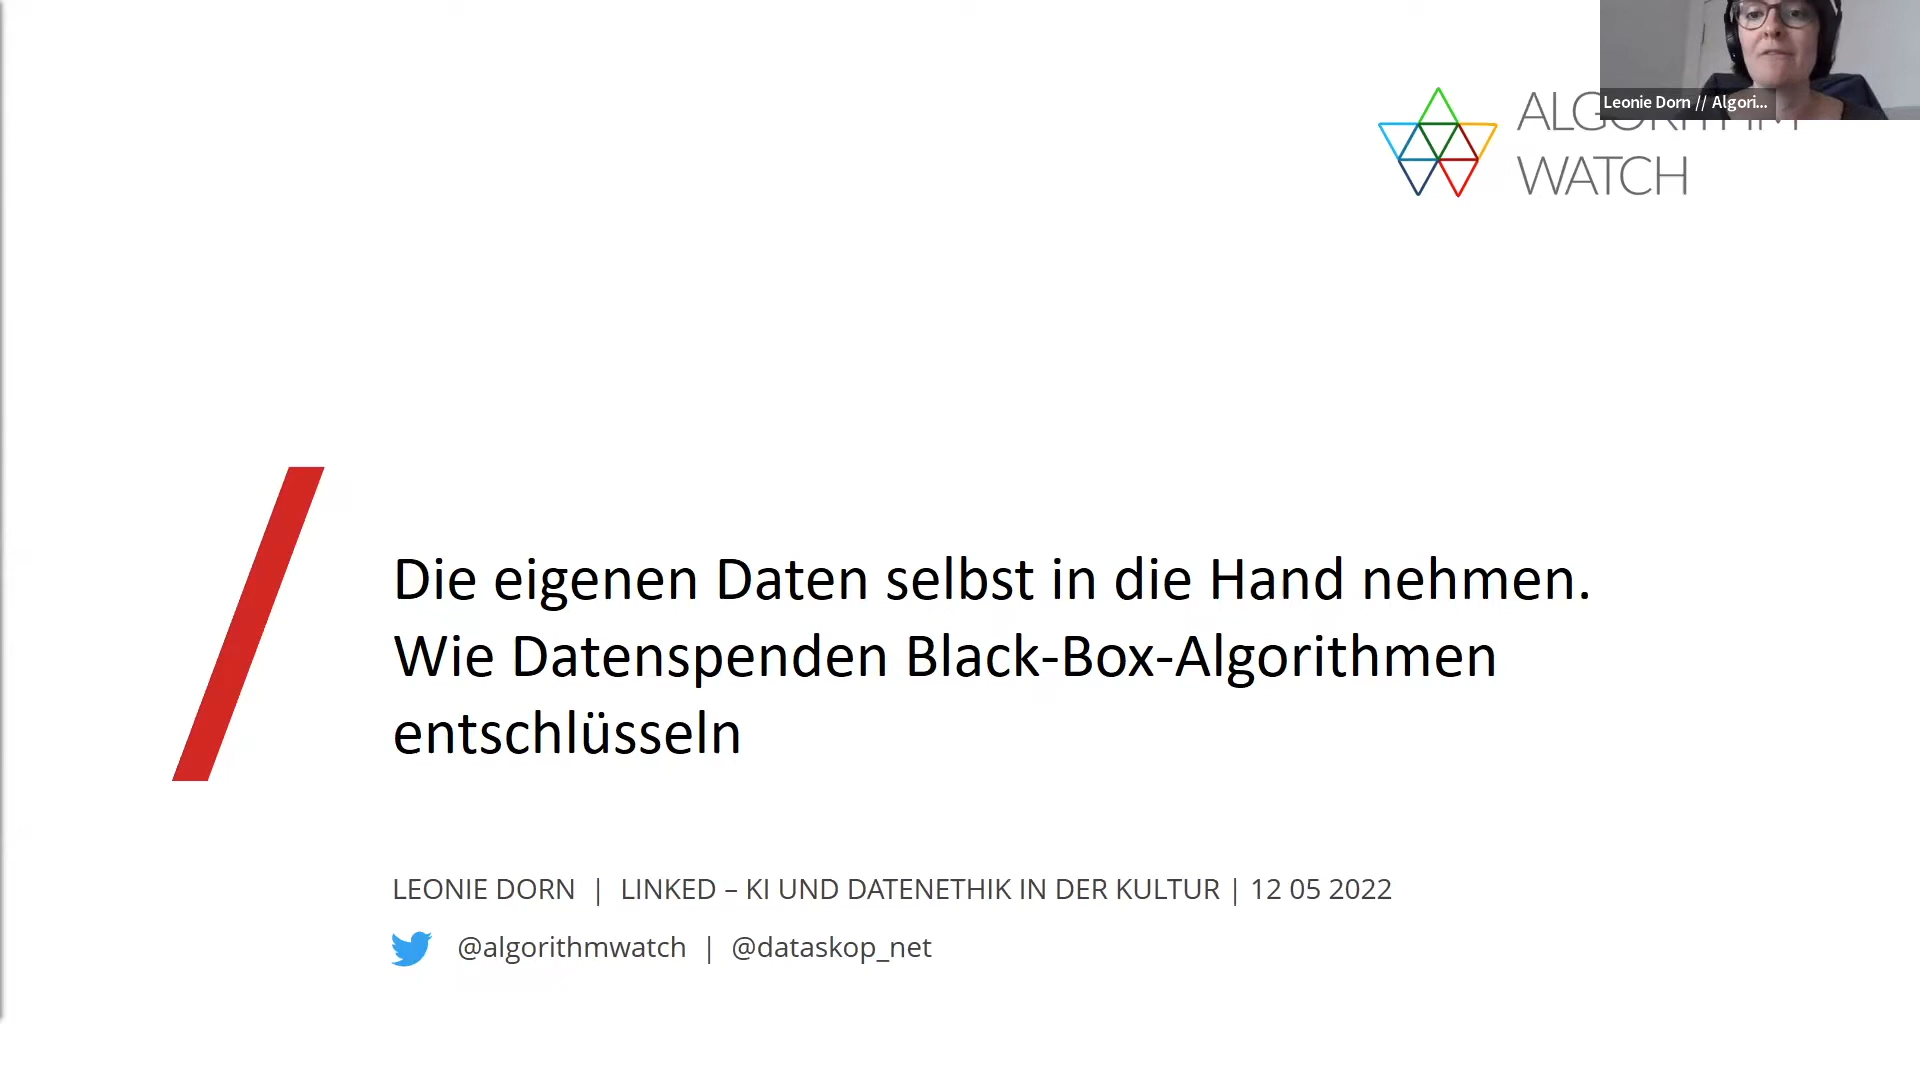 Leonie Dorn // Algori...
ALGORITHM
WATCH
Die eigenen Daten selbst in die Hand nehmen.
Wie Datenspenden Black-Box-Algorithmen
entschlüsseln
LEONIE DORN | LINKED – KI UND DATENETHIK IN DER KULTUR | 12 05 2022
@algorithmwatch | @dataskop_net